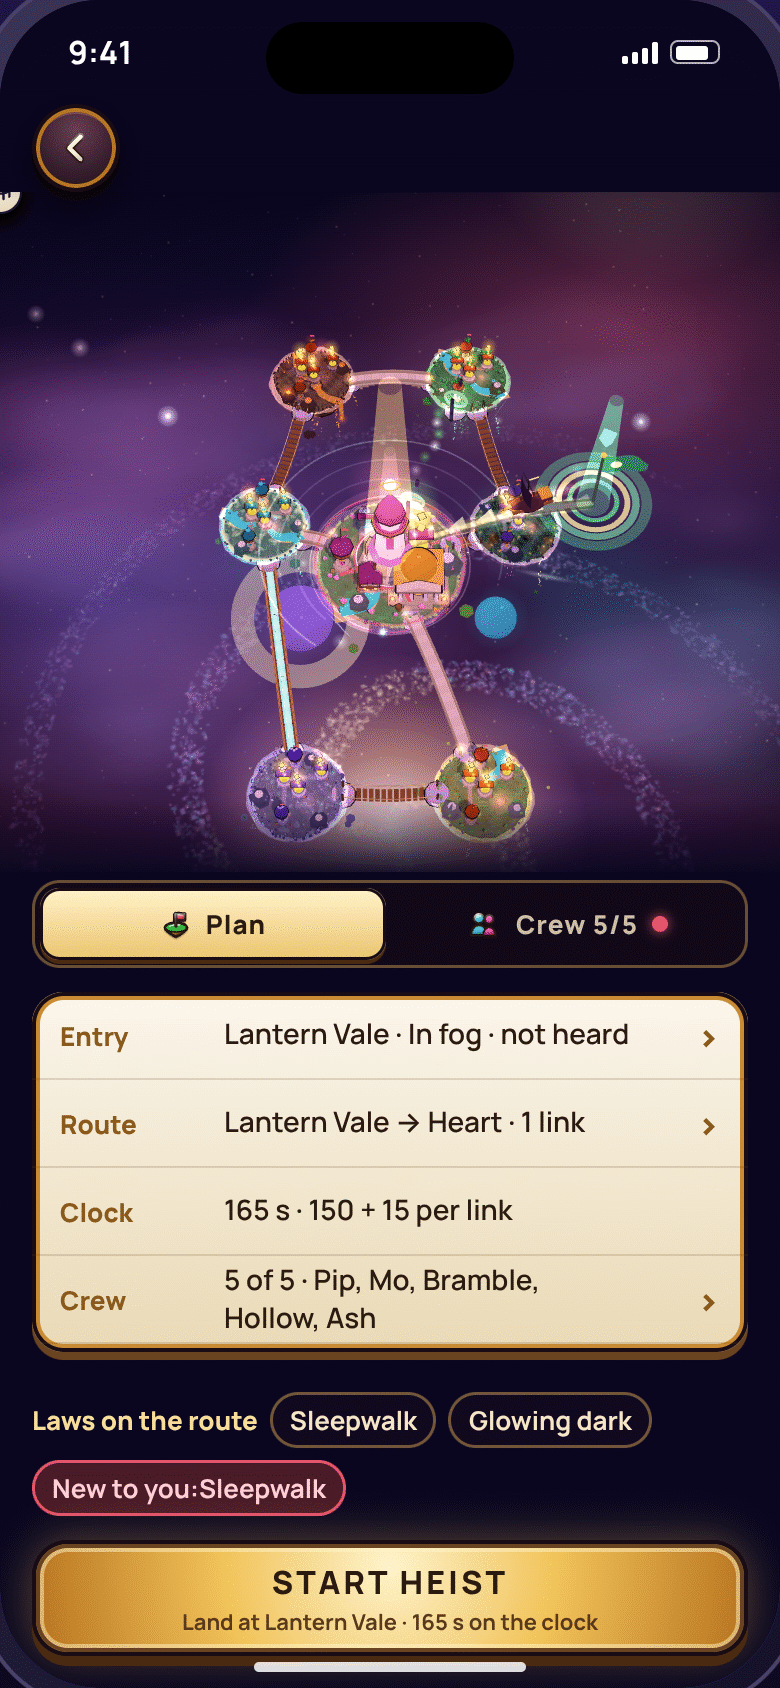 9:41
Plan
Crew 5/5
Entry
Lantern Vale · In fog · not heard
Route
Lantern Vale → Heart · 1 link
Clock
165 s · 150 + 15 per link
Crew
5 of 5 · Pip, Mo, Bramble,
Hollow, Ash
Laws on the route
Sleepwalk
Glowing dark
New to you:Sleepwalk
START HEIST
Land at Lantern Vale · 165 s on the clock